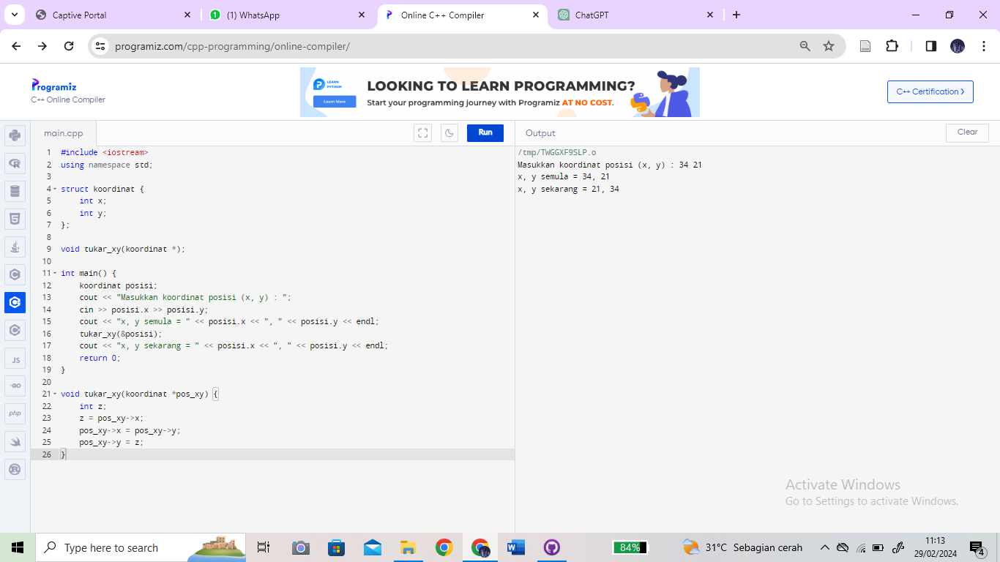 Captive Portal
1
(1) WhatsApp
Online C++ Compiler
ChatGPT
programiz.com/cpp-programming/online-compiler/
Programiz
C++ Online Compiler
LEARN
PYTHON
Learn More
LOOKING TO LEARN PROGRAMMING?
Start your programming journey with Programiz AT NO COST.
C++ Certification >
main.cpp
Run
Output
Clear
1 #include <iostream>
2 using namespace std;
3
4 struct koordinat {
5 int x;
6 int y;
7 };
8
9 void tukar_xy(koordinat *);
10
11 int main() {
12 koordinat posisi;
13 cout << "Masukkan koordinat posisi (x, y) : ";
14 cin >> posisi.x >> posisi.y;
15 cout << "x, y semula = " << posisi.x << ", " << posisi.y << endl;
16 tukar_xy(&posisi);
17 cout << "x, y sekarang = " << posisi.x << ", " << posisi.y << endl;
18 return 0;
19 }
20
21 void tukar_xy(koordinat *pos_xy) {
22 int z;
23 z = pos_xy->x;
24 pos_xy->x = pos_xy->y;
25 pos_xy->y = z;
26 }
/tmp/TWGGXF9SLP.o
Masukkan koordinat posisi (x, y) : 34 21
x, y semula = 34, 21
x, y sekarang = 21, 34
JS
GO
php
Activate Windows
Go to Settings to activate Windows.
Type here to search
84%
31°C Sebagian cerah
11:13
29/02/2024
4